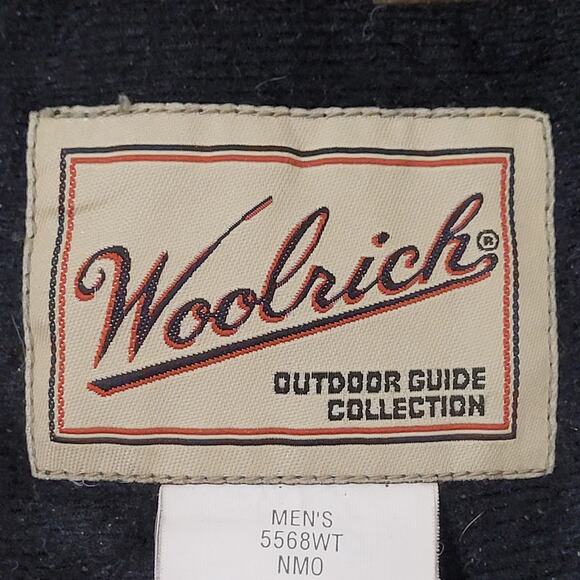 Woolrich®
OUTDOOR GUIDE
COLLECTION
MEN'S
5568WT
NMO